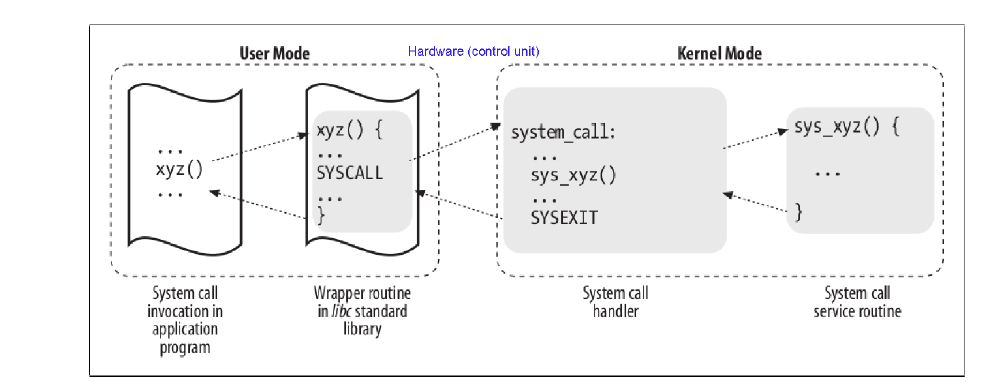 User Mode
Hardware (control unit)
Kernel Mode
...
xyz()
...
xyz() {
...
SYSCALL
...
}
system_call:
...
sys_xyz()
...
SYSEXIT
sys_xyz() {
...
}
System call
invocation in
application
program
Wrapper routine
in libc standard
library
System call
handler
System call
service routine